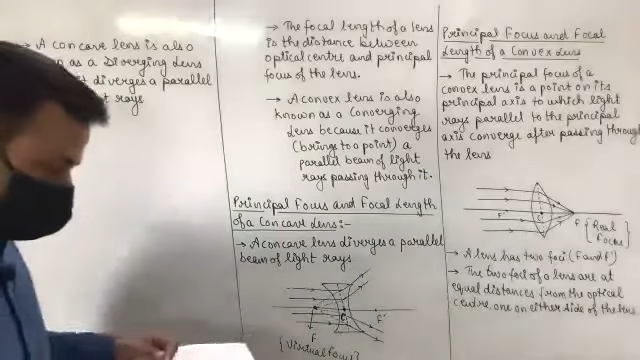 → A concave lens is also
as a Diverging Lens
it diverges a parallel
rays
→ The focal length of a lens
is the distance between
optical centre and principal
focus of the lens.
→ A convex lens is also
known as a converging
lens because it converges
(brings to a point) a
parallel beam of light
rays passing through it.
Principal Focus and Focal Length
of a Concave Lens:-
→ A concave lens diverges a parallel
beam of light rays
F
C
F'
{Virtual Focus}
Principal Focus and Focal
Length of a Convex Lens
→ The principal focus of a
convex lens is a point on its
principal axis to which light
rays parallel to the principal
axis converge after passing through
the lens
F'
C
F {Real
Focus}
→ A lens has two foci (F and F')
→ The two foci of a lens are at
equal distances from the optical
centre one on either side of the lens